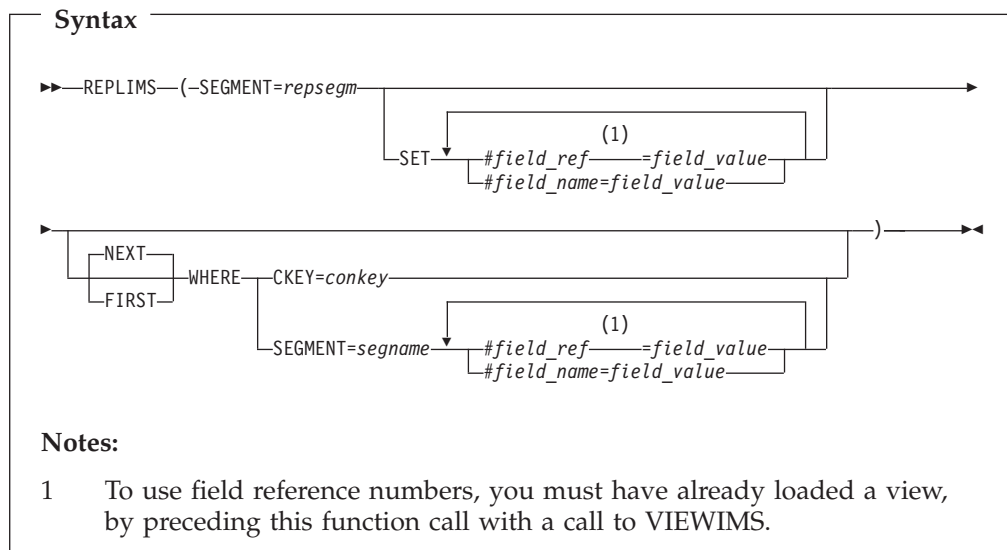 Syntax
REPLIMS (SEGMENT=repsegm
(1)
SET #field_ref =field_value
#field_name=field_value
NEXT )
WHERE CKEY=conkey
FIRST
(1)
SEGMENT=segname #field_ref =field_value
#field_name=field_value
Notes:
1 To use field reference numbers, you must have already loaded a view,
by preceding this function call with a call to VIEWIMS.